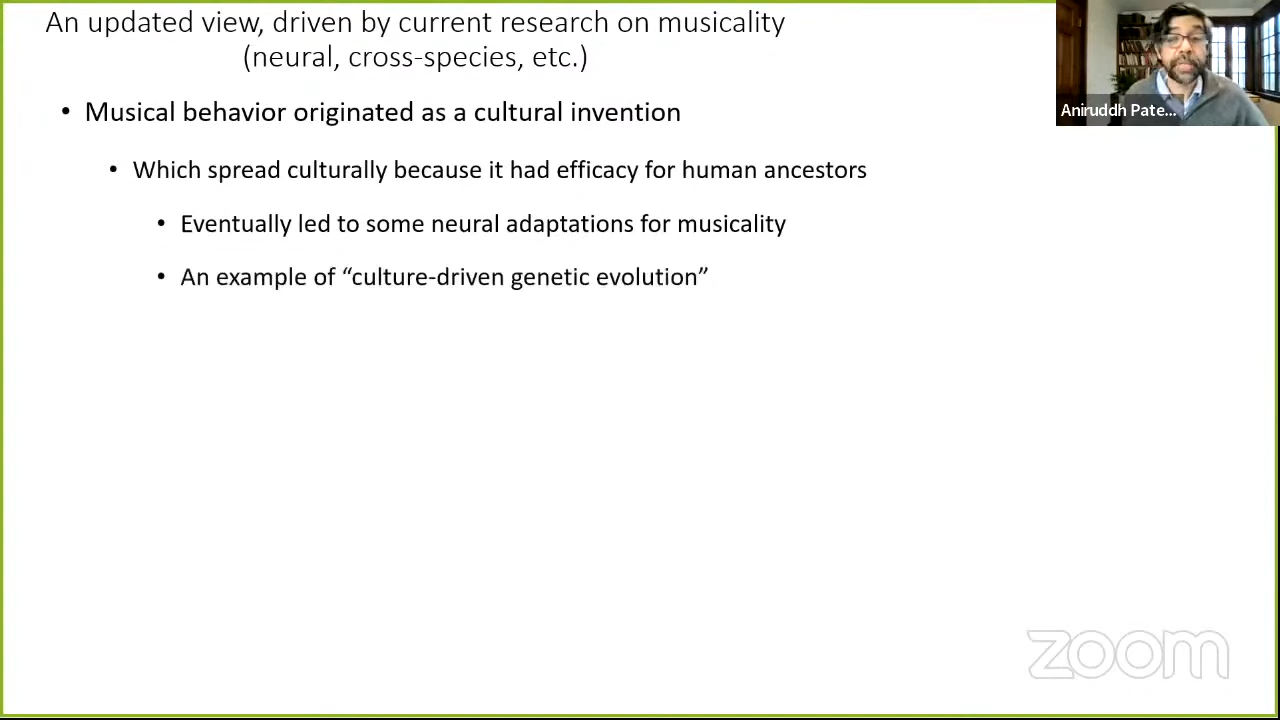 An updated view, driven by current research on musicality
(neural, cross-species, etc.)
Aniruddh Pate...
• Musical behavior originated as a cultural invention
• Which spread culturally because it had efficacy for human ancestors
• Eventually led to some neural adaptations for musicality
• An example of “culture-driven genetic evolution”
zoom